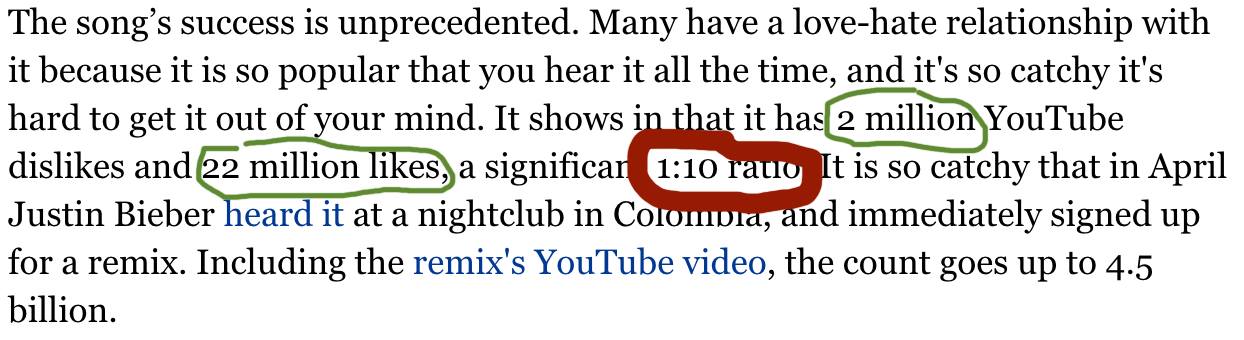 The song’s success is unprecedented. Many have a love-hate relationship with
it because it is so popular that you hear it all the time, and it's so catchy it's
hard to get it out of your mind. It shows in that it has 2 million YouTube
dislikes and 22 million likes, a significan 1:10 ratio It is so catchy that in April
Justin Bieber heard it at a nightclub in Colombia, and immediately signed up
for a remix. Including the remix's YouTube video, the count goes up to 4.5
billion.